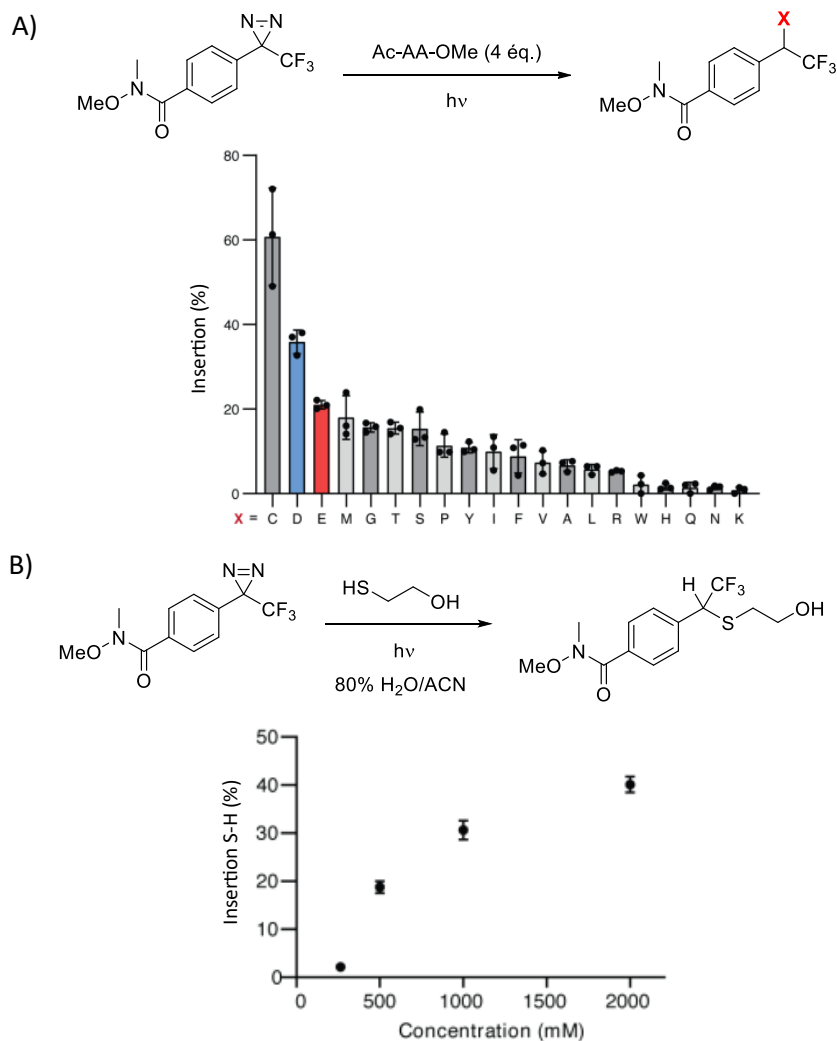 A)
N=N
CF3
N
MeO
O
Ac-AA-OMe (4 éq.)
hν
X
CF3
N
MeO
O
80
60
40
20
0
Insertion (%)
X = C D E M G T S P Y I F V A L R W H Q N K
B)
N=N
CF3
N
MeO
O
HS
OH
hν
80% H2O/ACN
H CF3
S
OH
N
MeO
O
50
40
30
20
10
0
Insertion S-H (%)
0 500 1000 1500 2000
Concentration (mM)